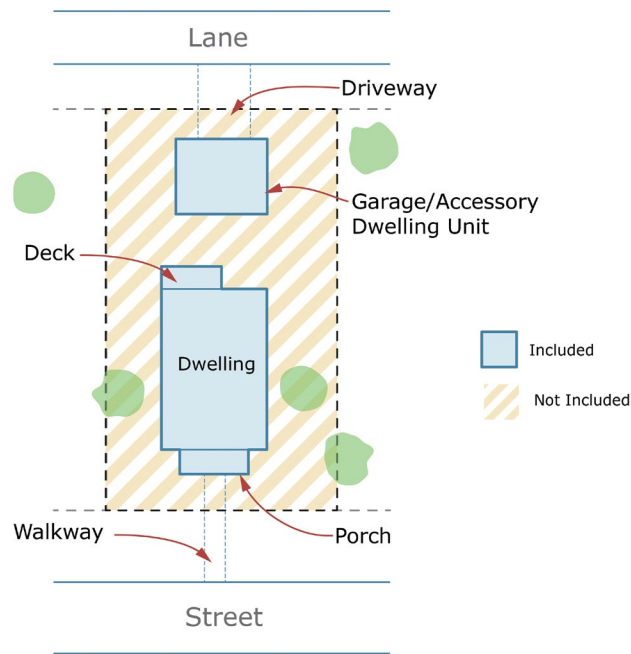 Lane
Driveway
Garage/Accessory
Dwelling Unit
Deck
Included
Dwelling
Not Included
Walkway
Porch
Street